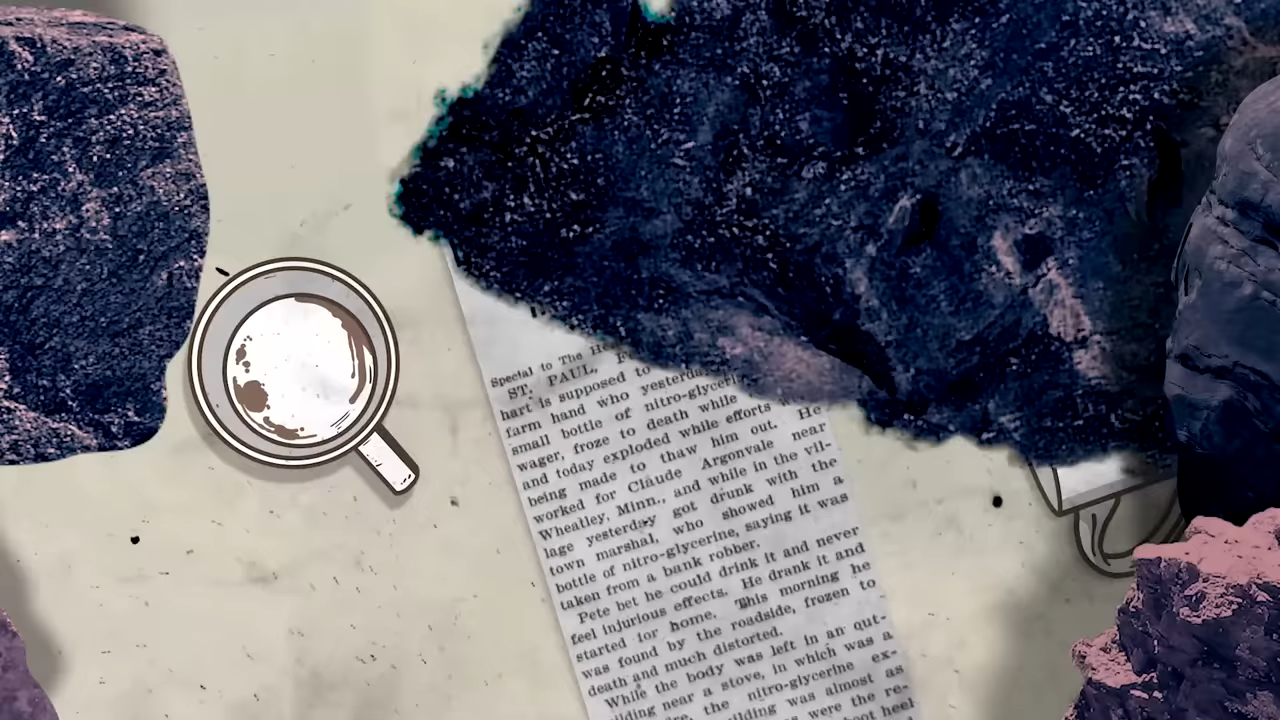 Special to The
ST. PAUL,
hart is supposed to
farm hand who yesterday
small bottle of nitro-glycerin
wager, froze to death while
and today exploded while efforts
being made to thaw him out. He
worked for Claude Argonvale near
Wheatley, Minn., and while in the vil-
lage yesterday got drunk with the
town marshal, who showed him a
bottle of nitro-glycerine, saying it was
taken from a bank robber.
Pete bet he could drink it and never
feel injurious effects. He drank it and
started for home. This morning he
was found by the roadside, frozen to
death and much distorted.
While the body was left in an out-
ilding near a stove, in which was a
the nitro-glycerine ex-
ilding was almost as
were the re-
boot heel